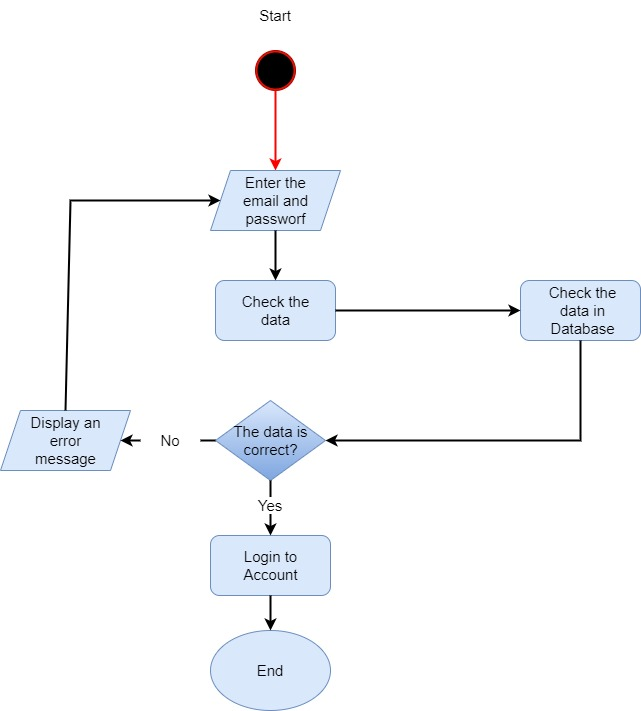 Start
Enter the
email and
passworf
Check the
data
Check the
data in
Database
The data is
correct?
No
Display an
error
message
Yes
Login to
Account
End